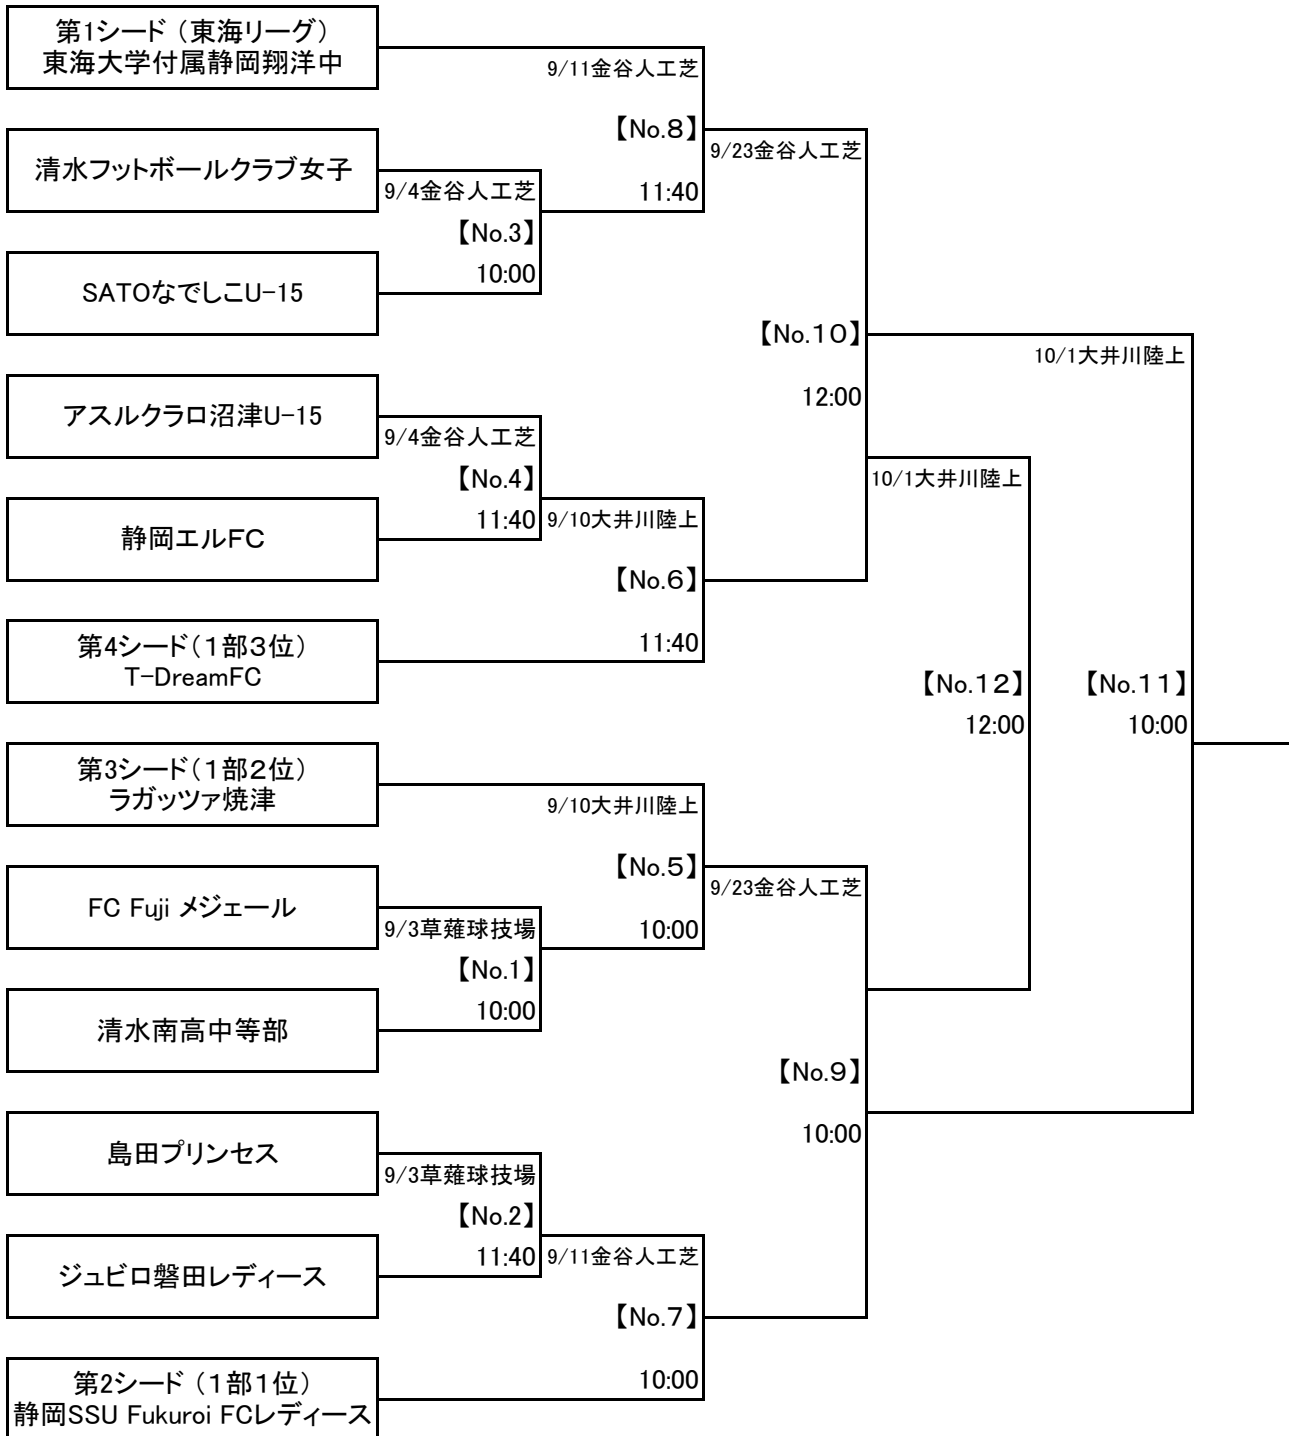 第1シード（東海リーグ）
東海大学付属静岡翔洋中
9/11金谷人工芝
【No.8】
11:40
9/23金谷人工芝
清水フットボールクラブ女子
9/4金谷人工芝
【No.3】
10:00
SATOなでしこU-15
【No.１０】
12:00
10/1大井川陸上
アスルクラロ沼津U-15
9/4金谷人工芝
【No.4】
11:40
10/1大井川陸上
静岡エルFC
9/10大井川陸上
【No.６】
11:40
第4シード（１部３位）
T-DreamFC
【No.１２】
12:00
【No.１１】
10:00
第3シード（１部２位）
ラガッツァ焼津
9/10大井川陸上
【No.5】
10:00
9/23金谷人工芝
FC Fuji メジェール
9/3草薙球技場
【No.1】
10:00
清水南高中等部
【No.９】
10:00
島田プリンセス
9/3草薙球技場
【No.2】
11:40
ジュビロ磐田レディース
9/11金谷人工芝
【No.7】
10:00
第2シード （１部１位）
静岡SSU Fukuroi FCレディース